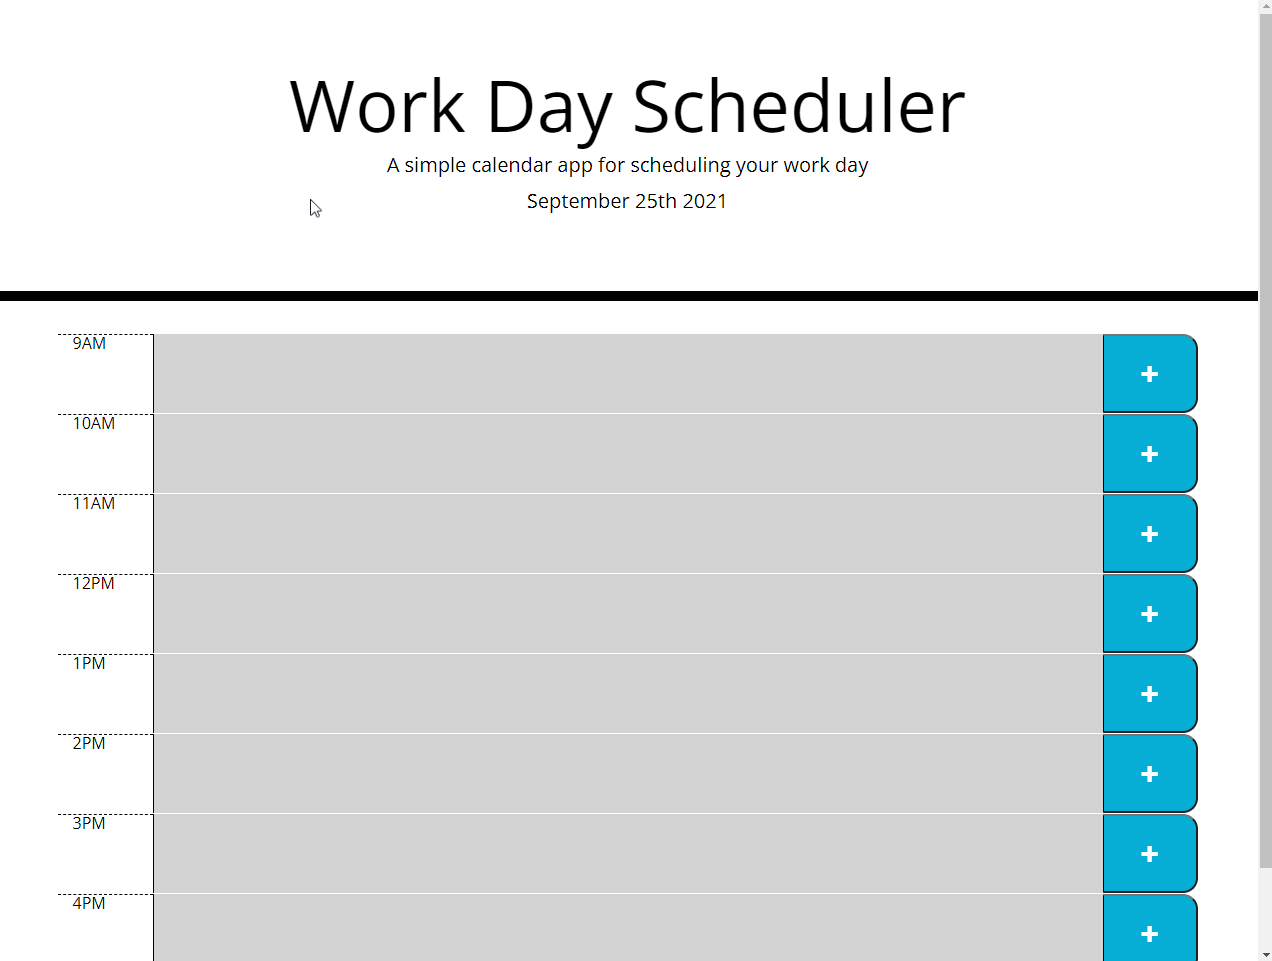 Work Day Scheduler
A simple calendar app for scheduling your work day
September 25th 2021
9AM
+
10AM
+
11AM
+
12PM
+
1PM
+
2PM
+
3PM
+
4PM
+